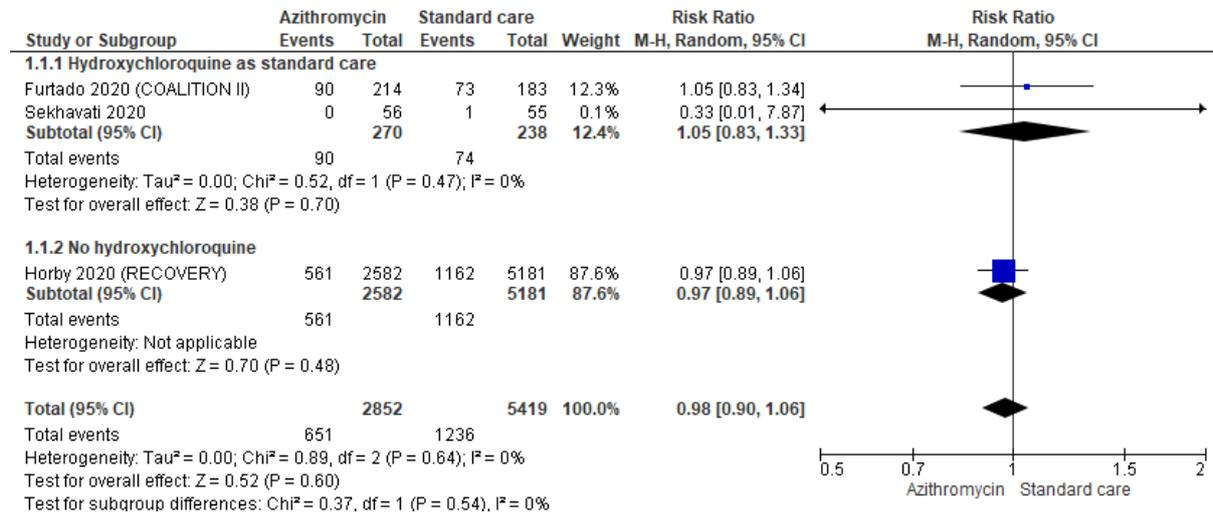 Azithromycin Standard care Risk Ratio Risk Ratio
Study or Subgroup Events Total Events Total Weight M-H, Random, 95% CI M-H, Random, 95% CI
1.1.1 Hydroxychloroquine as standard care
Furtado 2020 (COALITION II) 90 214 73 183 12.3% 1.05 [0.83, 1.34]
Sekhavati 2020 0 56 1 55 0.1% 0.33 [0.01, 7.87]
Subtotal (95% CI) 270 238 12.4% 1.05 [0.83, 1.33]
Total events 90 74
Heterogeneity: Tau² = 0.00; Chi² = 0.52, df = 1 (P = 0.47); I² = 0%
Test for overall effect: Z = 0.38 (P = 0.70)
1.1.2 No hydroxychloroquine
Horby 2020 (RECOVERY) 561 2582 1162 5181 87.6% 0.97 [0.89, 1.06]
Subtotal (95% CI) 2582 5181 87.6% 0.97 [0.89, 1.06]
Total events 561 1162
Heterogeneity: Not applicable
Test for overall effect: Z = 0.70 (P = 0.48)
Total (95% CI) 2852 5419 100.0% 0.98 [0.90, 1.06]
Total events 651 1236
Heterogeneity: Tau² = 0.00; Chi² = 0.89, df = 2 (P = 0.64); I² = 0%
Test for overall effect: Z = 0.52 (P = 0.60)
Test for subgroup differences: Chi² = 0.37, df = 1 (P = 0.54), I² = 0%
0.5 0.7 1 1.5 2
Azithromycin Standard care